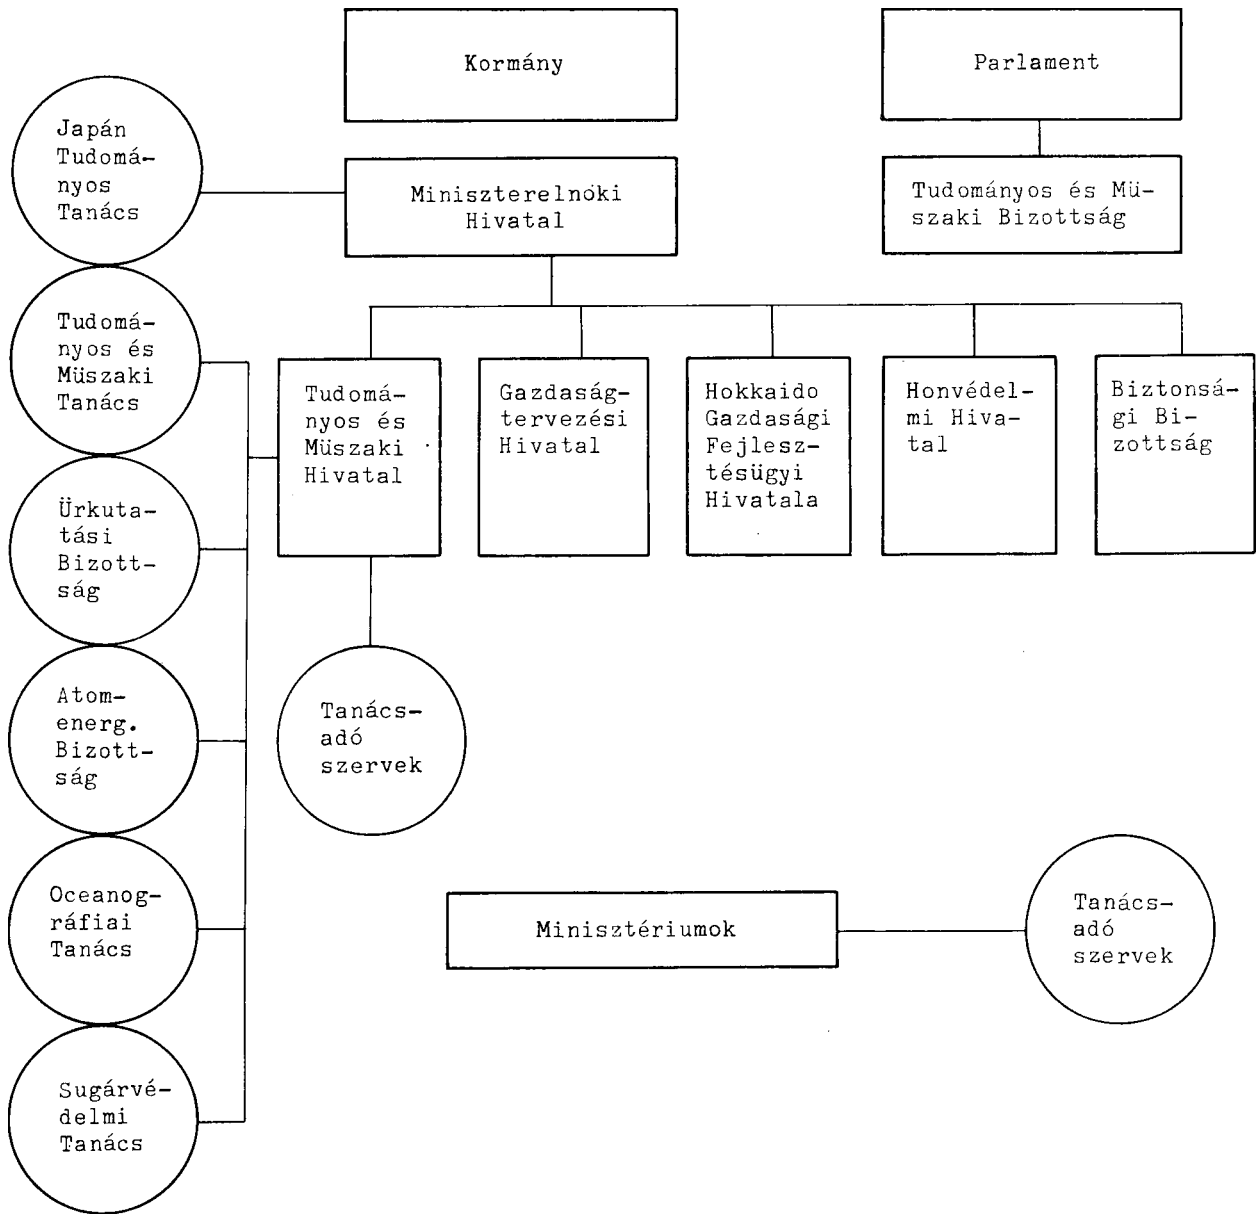 Kormány
Parlament
Japán
Tudomá-
nyos
Tanács
Miniszterelnöki
Hivatal
Tudományos és Mü-
szaki Bizottság
Tudomá-
nyos és
Müszaki
Tanács
Tudomá-
nyos és
Müszaki
Hivatal
Gazdaság-
tervezési
Hivatal
Hokkaido
Gazdasági
Fejlesz-
tésügyi
Hivatala
Honvédel-
mi Hiva-
tal
Biztonsá-
gi Bi-
zottság
Ürkuta-
tási
Bizott-
ság
Atom-
energ.
Bizott-
ság
Tanács-
adó
szervek
Oceanog-
ráfiai
Tanács
Minisztériumok
Tanács-
adó
szervek
Sugárvé-
delmi
Tanács